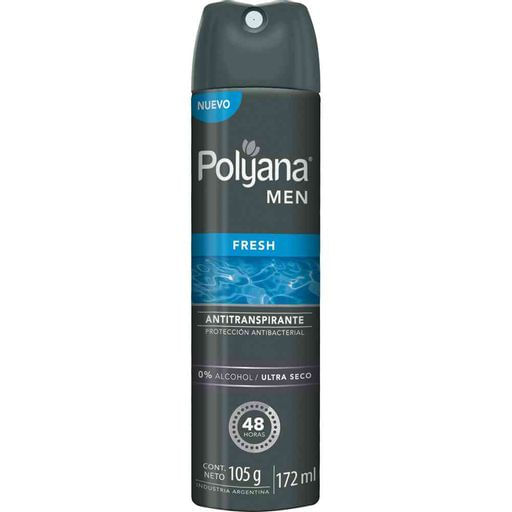 NUEVO
Polyana®
MEN
FRESH
ANTITRANSPIRANTE
PROTECCIÓN ANTIBACTERIAL
0% ALCOHOL / ULTRA SECO
48
HORAS
CONT.
NETO 105 g 172 ml
INDUSTRIA ARGENTINA